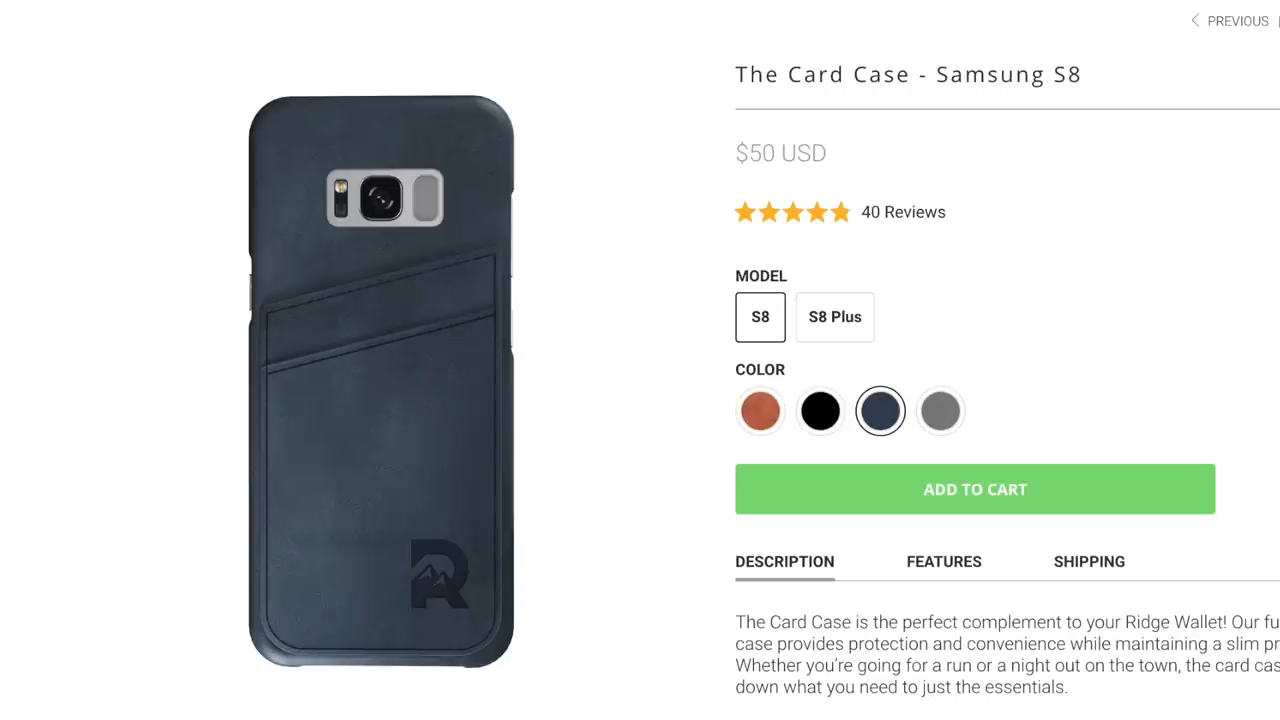 PREVIOUS
The Card Case - Samsung S8
$50 USD
40 Reviews
MODEL
S8
S8 Plus
COLOR
ADD TO CART
DESCRIPTION FEATURES SHIPPING
The Card Case is the perfect complement to your Ridge Wallet! Our
case provides protection and convenience while maintaining a slim
Whether you're going for a run or a night out on the town, the card
down what you need to just the essentials.